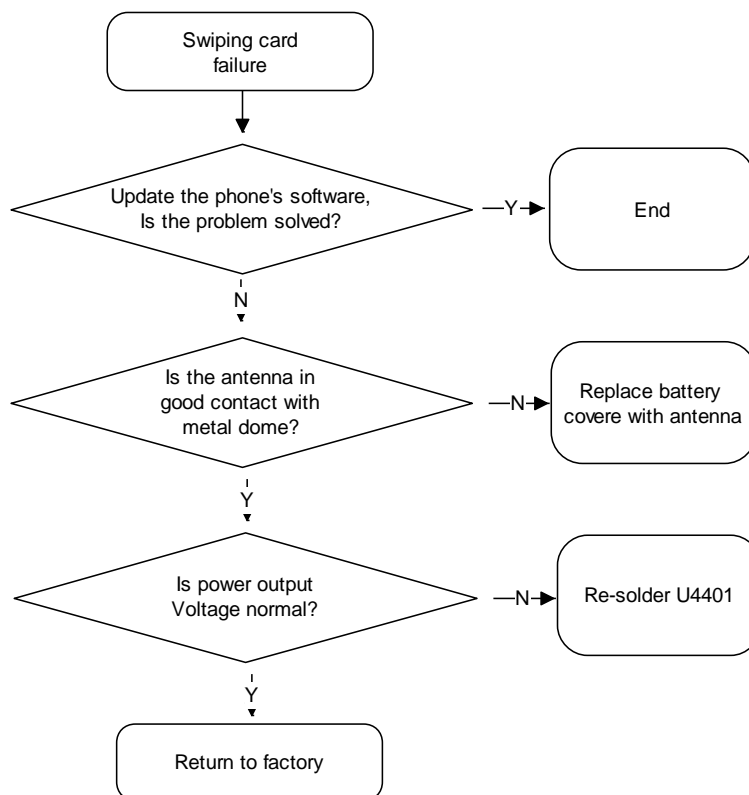 Swiping card
failure
Update the phone's software,
Is the problem solved?
Y
End
N
Is the antenna in
good contact with
metal dome?
N
Replace battery
covere with antenna
Y
Is power output
Voltage normal?
N
Re-solder U4401
Y
Return to factory